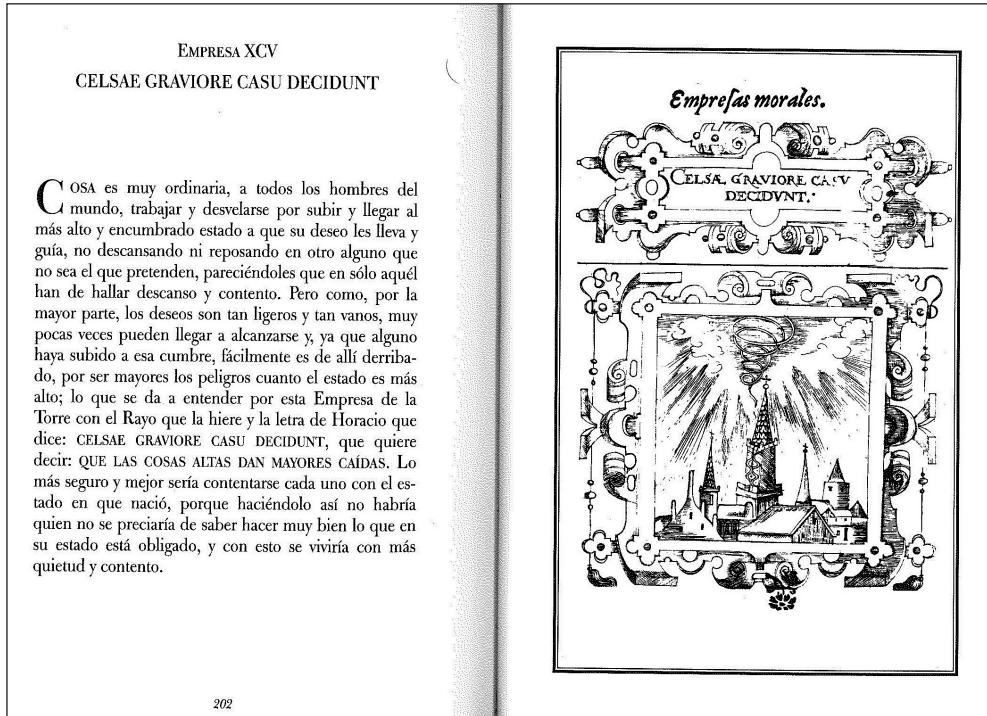 EMPRESA XCV
CELSAE GRAVIORE CASU DECIDUNT
COSA es muy ordinaria, a todos los hombres del
mundo, trabajar y desvelarse por subir y llegar al
más alto y encumbrado estado a que su deseo les lleva y
guía, no descansando ni reposando en otro alguno que
no sea el que pretenden, pareciéndoles que en sólo aquél
han de hallar descanso y contento. Pero como, por la
mayor parte, los deseos son tan ligeros y tan vanos, muy
pocas veces pueden llegar a alcanzarse y, ya que alguno
haya subido a esa cumbre, fácilmente es de allí derriba-
do, por ser mayores los peligros cuanto el estado es más
alto; lo que se da a entender por esta Empresa de la
Torre con el Rayo que la hiere y la letra de Horacio que
dice: CELSAE GRAVIORE CASU DECIDUNT, que quiere
decir: QUE LAS COSAS ALTAS DAN MAYORES CAÍDAS. Lo
más seguro y mejor sería contentarse cada uno con el es-
tado en que nació, porque haciéndolo así no habría
quien no se preciaría de saber hacer muy bien lo que en
su estado está obligado, y con esto se viviría con más
quietud y contento.
202
Empreſas morales.
CELSÆ GRAVIORE CASV
DECIDVNT.